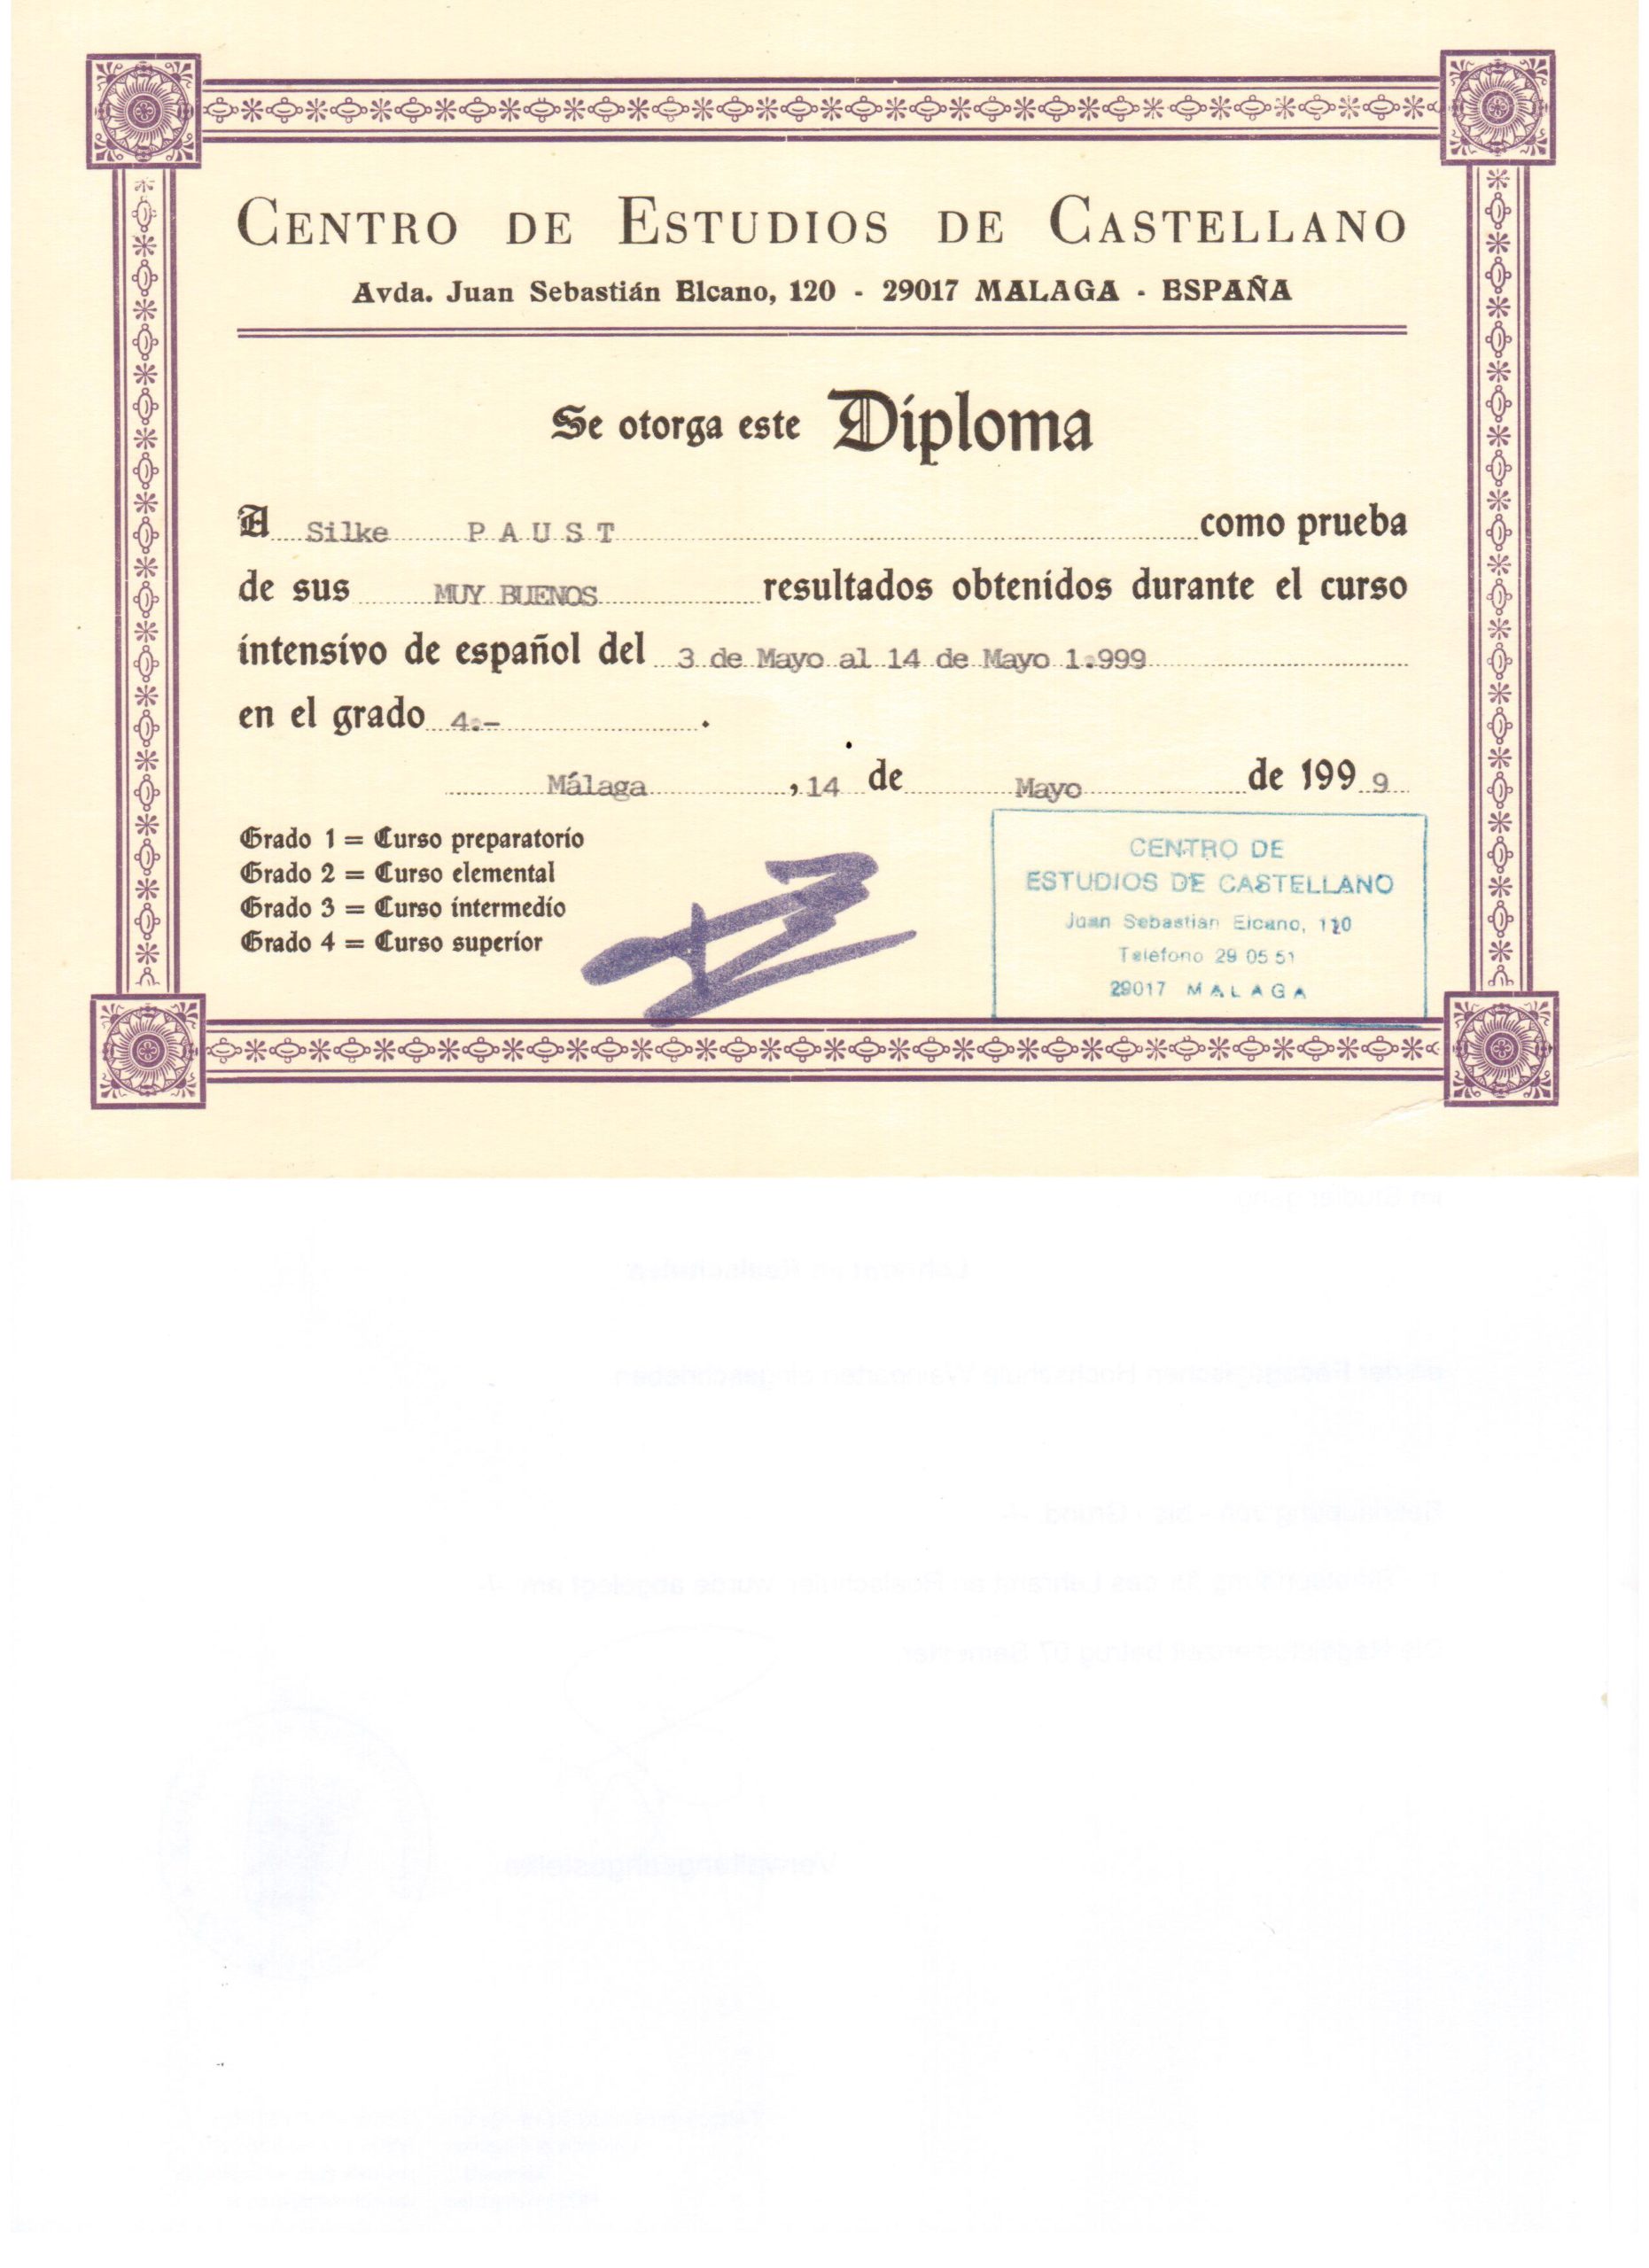 CENTRO DE ESTUDIOS DE CASTELLANO
Avda. Juan Sebastián Elcano, 120 - 29017 MALAGA - ESPAÑA
Se otorga este Diploma
A Silke PAUST como prueba
de sus MUY BUENOS resultados obtenidos durante el curso
intensivo de español del 3 de Mayo al 14 de Mayo 1.999
en el grado 4.-.
Málaga, 14 de Mayo de 1999
Grado 1 = Curso preparatorio
Grado 2 = Curso elemental
Grado 3 = Curso intermedio
Grado 4 = Curso superior
CENTRO DE
ESTUDIOS DE CASTELLANO
Juan Sebastián Elcano, 120
Teléfono 29 05 51
29017 MALAGA